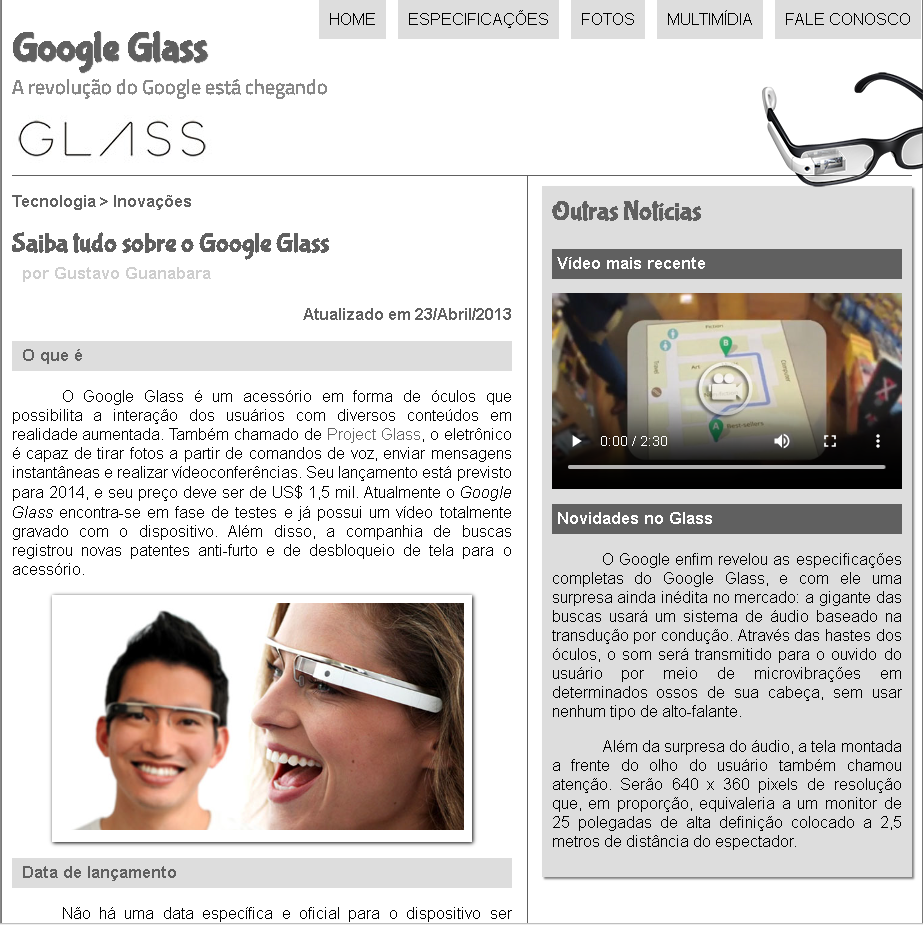 HOME
ESPECIFICAÇÕES
FOTOS
MULTIMÍDIA
FALE CONOSCO
Google Glass
A revolução do Google está chegando
GLASS
Tecnologia > Inovações
Saiba tudo sobre o Google Glass
por Gustavo Guanabara
Atualizado em 23/Abril/2013
O que é
O Google Glass é um acessório em forma de óculos que
possibilita a interação dos usuários com diversos conteúdos em
realidade aumentada. Também chamado de Project Glass, o eletrônico
é capaz de tirar fotos a partir de comandos de voz, enviar mensagens
instantâneas e realizar vídeoconferências. Seu lançamento está previsto
para 2014, e seu preço deve ser de US$ 1,5 mil. Atualmente o Google
Glass encontra-se em fase de testes e já possui um vídeo totalmente
gravado com o dispositivo. Além disso, a companhia de buscas
registrou novas patentes anti-furto e de desbloqueio de tela para o
acessório.
Data de lançamento
Não há uma data específica e oficial para o dispositivo ser
Outras Notícias
Vídeo mais recente
B
A
Best-sellers
0:00 / 2:30
Novidades no Glass
O Google enfim revelou as especificações
completas do Google Glass, e com ele uma
surpresa ainda inédita no mercado: a gigante das
buscas usará um sistema de áudio baseado na
transdução por condução. Através das hastes dos
óculos, o som será transmitido para o ouvido do
usuário por meio de microvibrações em
determinados ossos de sua cabeça, sem usar
nenhum tipo de alto-falante.
Além da surpresa do áudio, a tela montada
a frente do olho do usuário também chamou
atenção. Serão 640 x 360 pixels de resolução
que, em proporção, equivaleria a um monitor de
25 polegadas de alta definição colocado a 2,5
metros de distância do espectador.